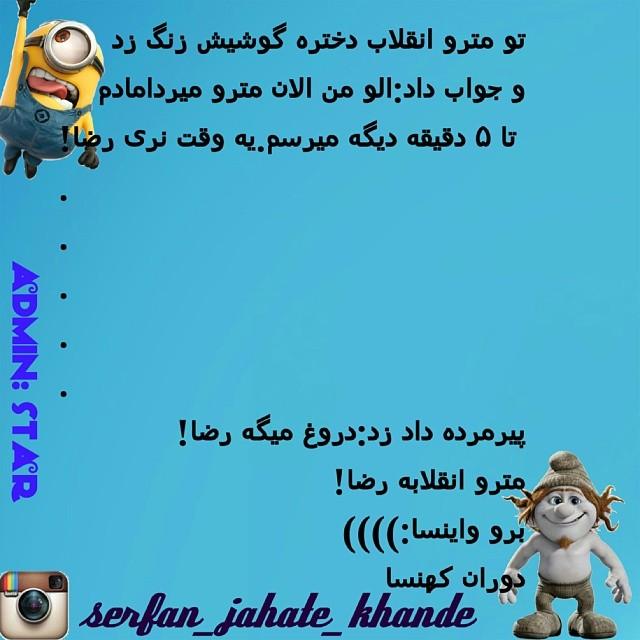 تو مترو انقلاب دختره گوشیش زنگ زد
و جواب داد:الو من الان مترو میردامادم
تا ۵ دقیقه دیگه میرسم.یه وقت نری رضا!
.
.
.
.
.
پیرمرده داد زد:دروغ میگه رضا!
مترو انقلابه رضا!
برو واینسا:))))
دوران کهنسا
ADMIN: STAR
serfan_jahate_khande